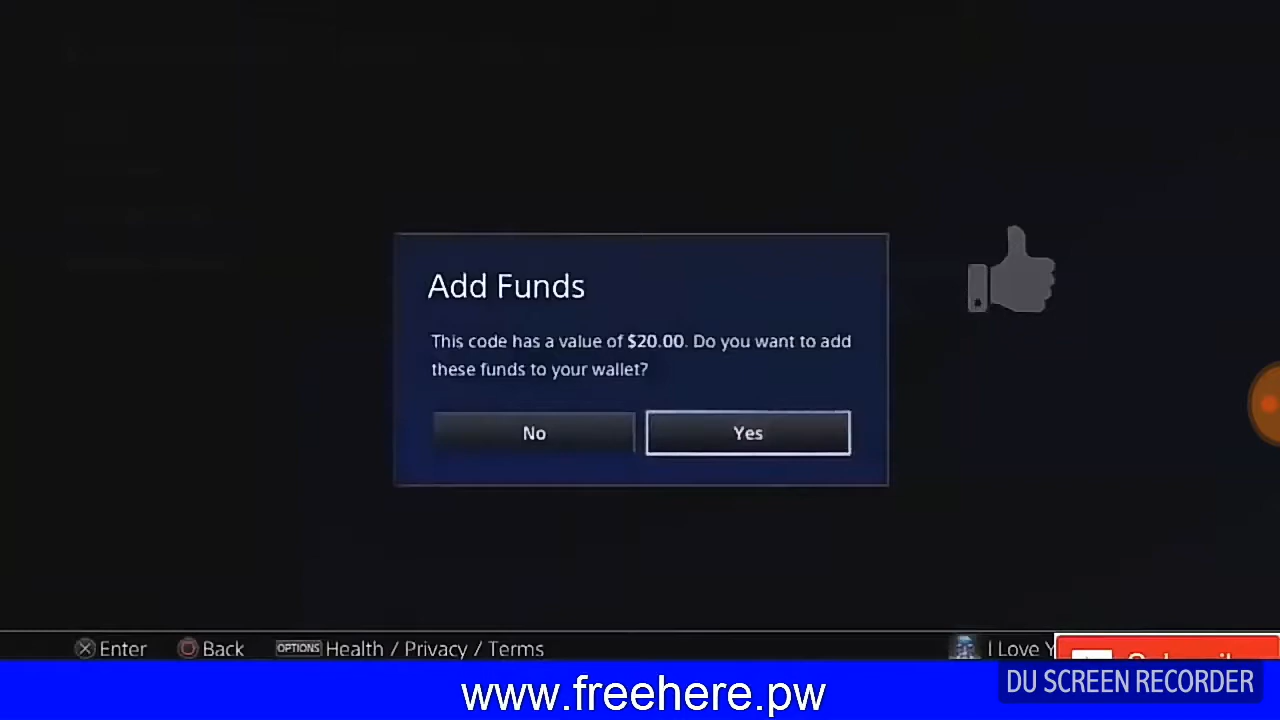 Add Funds
This code has a value of $20.00. Do you want to add
these funds to your wallet?
No
Yes
Enter
Back
OPTIONS Health / Privacy / Terms
I Love
www.freehere.pw
DU SCREEN RECORDER